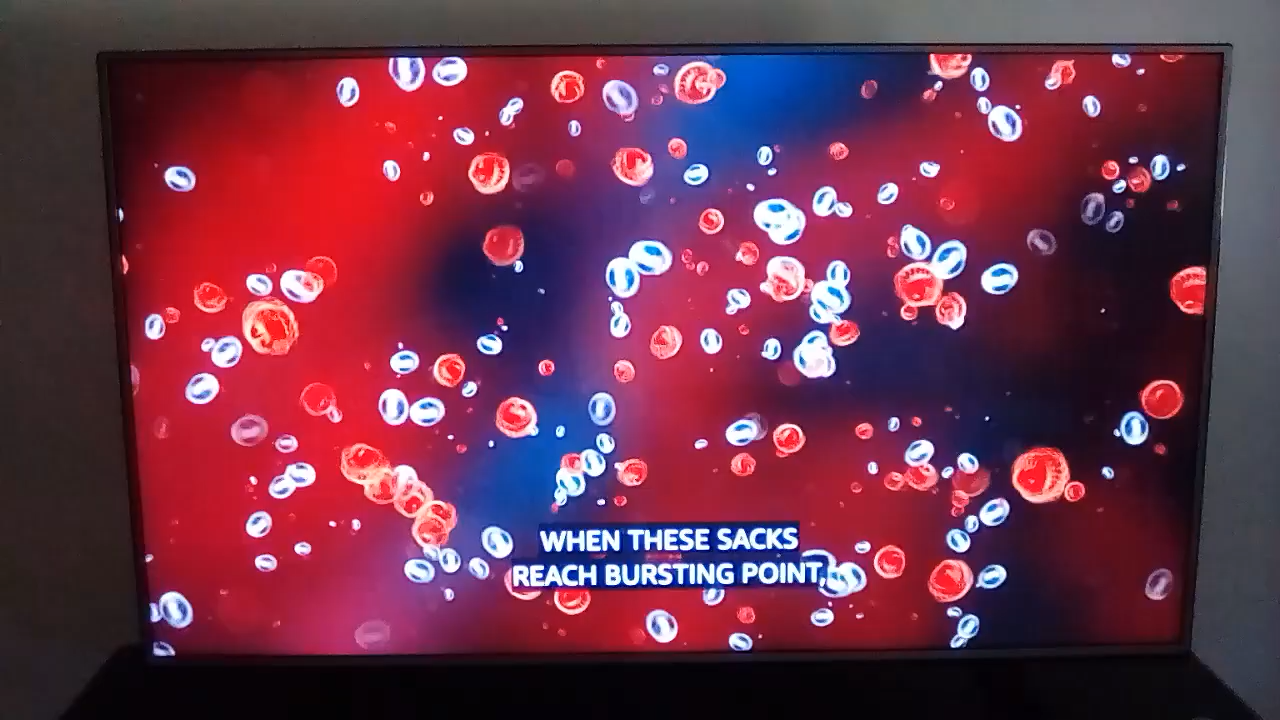 WHEN THESE SACKS
REACH BURSTING POINT,